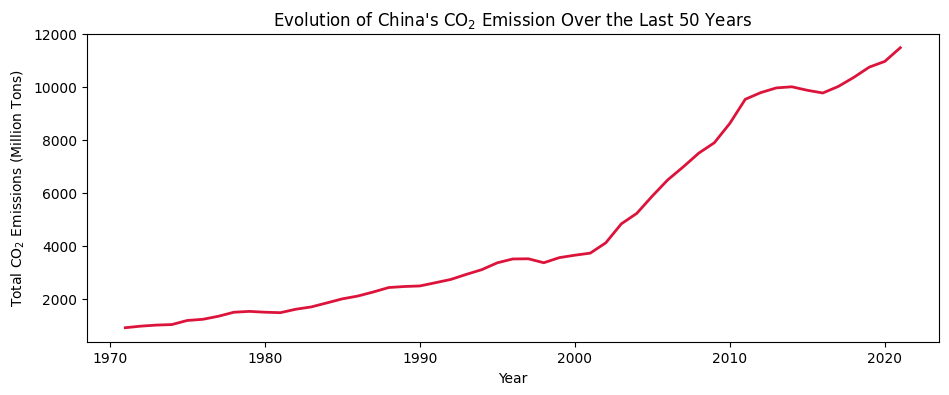 Evolution of China's CO₂ Emission Over the Last 50 Years
Total CO₂ Emissions (Million Tons)
12000
10000
8000
6000
4000
2000
1970 1980 1990 2000 2010 2020
Year